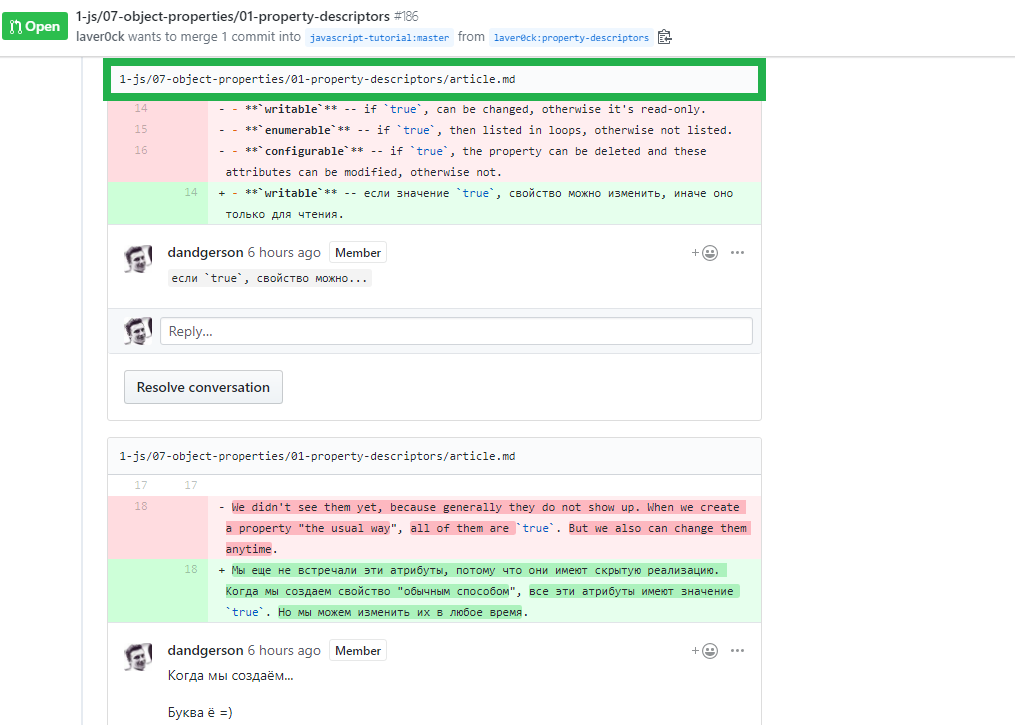 Open
1-js/07-object-properties/01-property-descriptors #186
laver0ck wants to merge 1 commit into javascript-tutorial:master from laver0ck:property-descriptors
1-js/07-object-properties/01-property-descriptors/article.md
14 - - **`writable`** -- if `true`, can be changed, otherwise it's read-only.
15 - - **`enumerable`** -- if `true`, then listed in loops, otherwise not listed.
16 - - **`configurable`** -- if `true`, the property can be deleted and these
attributes can be modified, otherwise not.
14 + - **`writable`** -- если значение `true`, свойство можно изменить, иначе оно
только для чтения.
dandgerson 6 hours ago Member
если `true`, свойство можно...
Reply...
Resolve conversation
1-js/07-object-properties/01-property-descriptors/article.md
17 17
18 - We didn't see them yet, because generally they do not show up. When we create
a property "the usual way", all of them are `true`. But we also can change them
anytime.
18 + Мы еще не встречали эти атрибуты, потому что они имеют скрытую реализацию.
Когда мы создаем свойство "обычным способом", все эти атрибуты имеют значение
`true`. Но мы можем изменить их в любое время.
dandgerson 6 hours ago Member
Когда мы создаём...
Буква ё =)